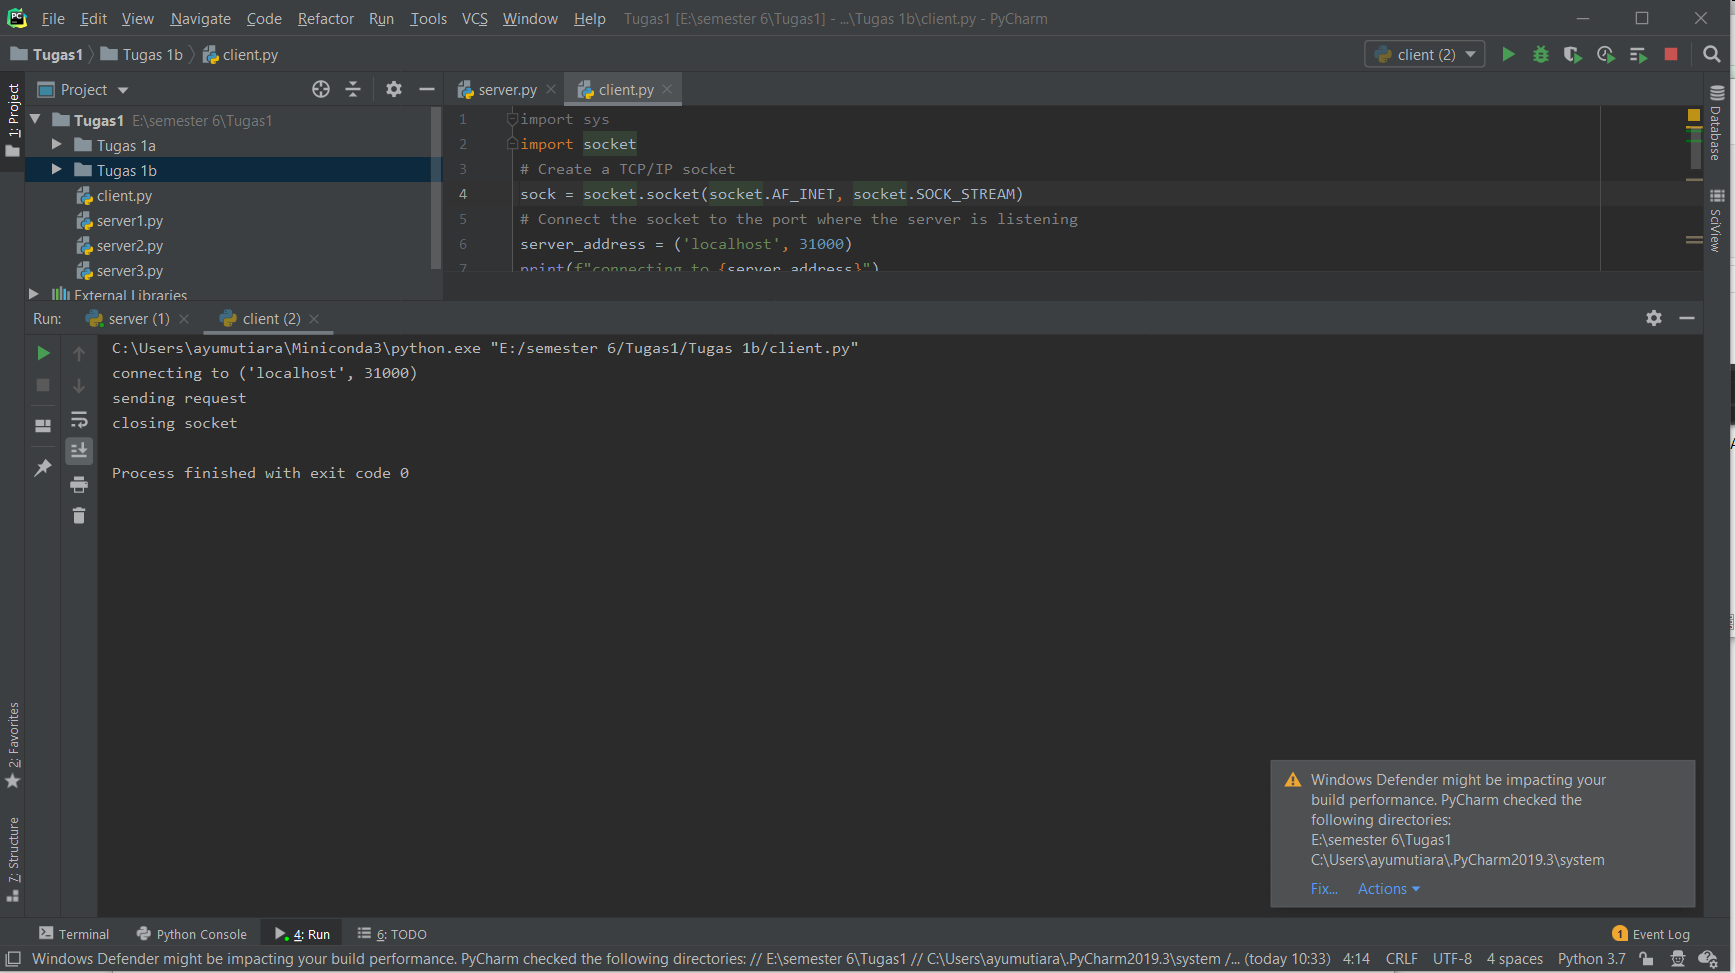 File Edit View Navigate Code Refactor Run Tools VCS Window Help Tugas1 [E:\semester 6\Tugas1] - ...\Tugas 1b\client.py - PyCharm
Tugas1 Tugas 1b client.py client (2)
1: Project
Project
server.py client.py
Tugas1 E:\semester 6\Tugas1
Tugas 1a
Tugas 1b
client.py
server1.py
server2.py
server3.py
External Libraries
1 import sys
2 import socket
3 # Create a TCP/IP socket
4 sock = socket.socket(socket.AF_INET, socket.SOCK_STREAM)
5 # Connect the socket to the port where the server is listening
6 server_address = ('localhost', 31000)
7 print(f"connecting to {server_address}")
Database
SciView
Run: server (1) client (2)
C:\Users\ayumutiara\Miniconda3\python.exe "E:/semester 6/Tugas1/Tugas 1b/client.py"
connecting to ('localhost', 31000)
sending request
closing socket
Process finished with exit code 0
2: Favorites
7: Structure
Windows Defender might be impacting your
build performance. PyCharm checked the
following directories:
E:\semester 6\Tugas1
C:\Users\ayumutiara\.PyCharm2019.3\system
Fix... Actions
Terminal Python Console 4: Run 6: TODO 1 Event Log
Windows Defender might be impacting your build performance. PyCharm checked the following directories: // E:\semester 6\Tugas1 // C:\Users\ayumutiara\.PyCharm2019.3\system /... (today 10:33) 4:14 CRLF UTF-8 4 spaces Python 3.7